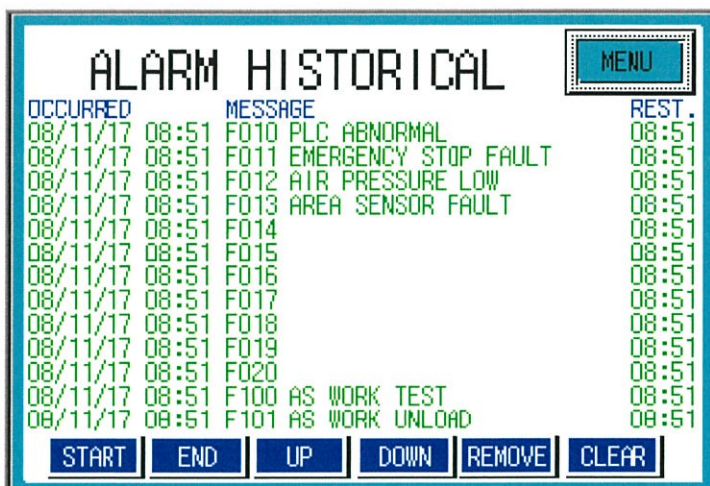 ALARM HISTORICAL MENU
OCCURRED MESSAGE REST.
08/11/17 08:51 F010 PLC ABNORMAL 08:51
08/11/17 08:51 F011 EMERGENCY STOP FAULT 08:51
08/11/17 08:51 F012 AIR PRESSURE LOW 08:51
08/11/17 08:51 F013 AREA SENSOR FAULT 08:51
08/11/17 08:51 F014 08:51
08/11/17 08:51 F015 08:51
08/11/17 08:51 F016 08:51
08/11/17 08:51 F017 08:51
08/11/17 08:51 F018 08:51
08/11/17 08:51 F019 08:51
08/11/17 08:51 F020 08:51
08/11/17 08:51 F100 AS WORK TEST 08:51
08/11/17 08:51 F101 AS WORK UNLOAD 08:51
START END UP DOWN REMOVE CLEAR